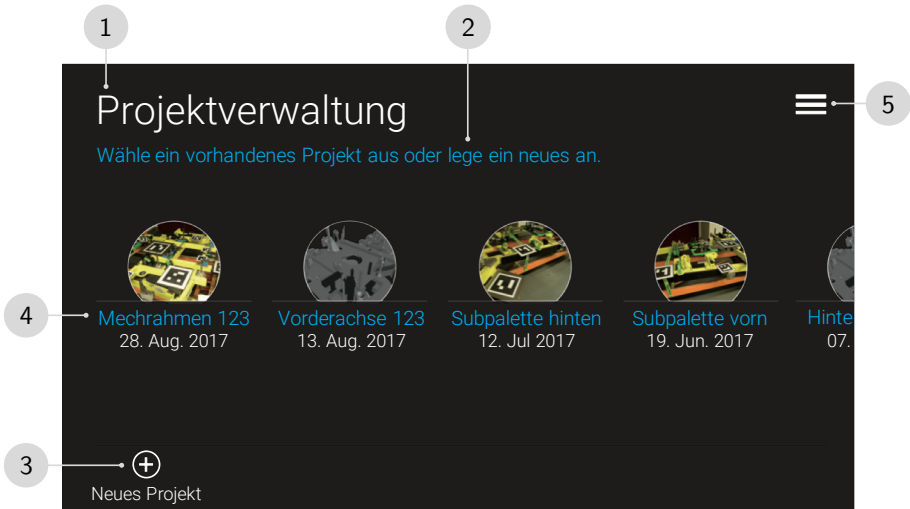 1
2
Projektverwaltung
5
Wähle ein vorhandenes Projekt aus oder lege ein neues an.
4
Mechrahmen 123
Vorderachse 123
Subpalette hinten
Subpalette vorn
Hinte
28. Aug. 2017
13. Aug. 2017
12. Jul 2017
19. Jun. 2017
07.
3
Neues Projekt